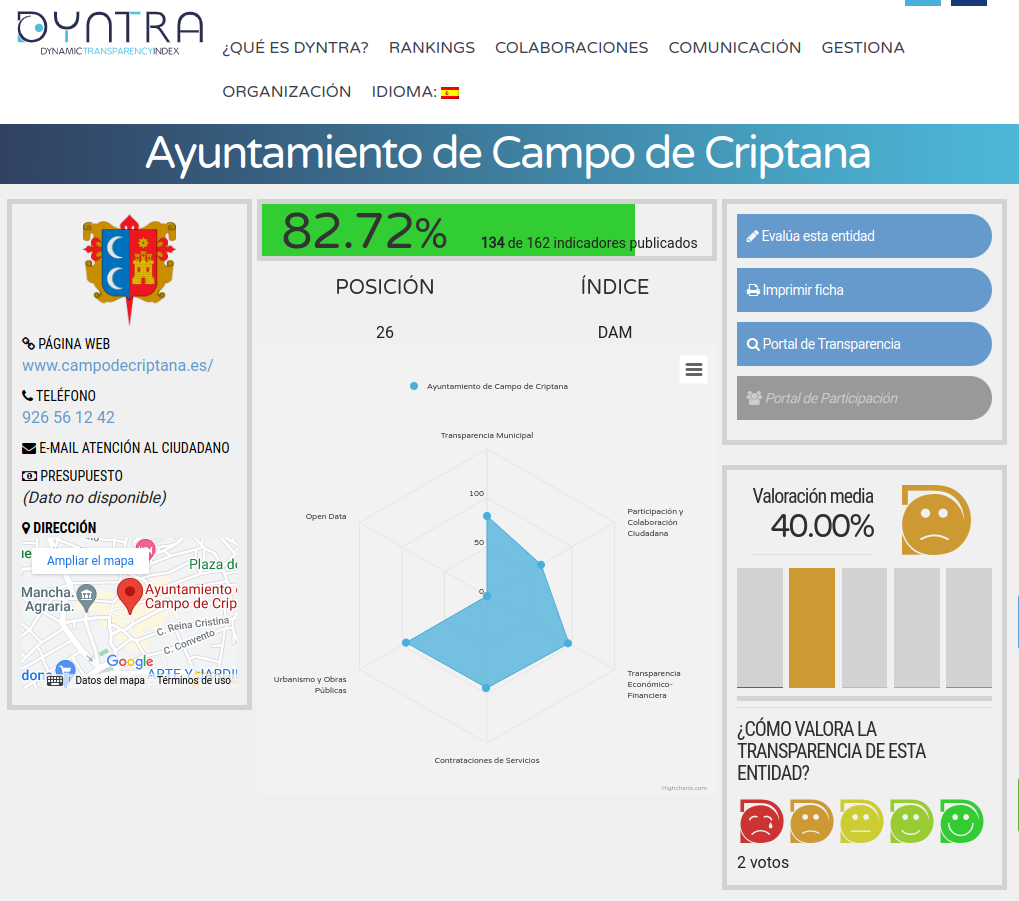 DYNTRA
DYNAMICTRANSPARENCYINDEX
¿QUÉ ES DYNTRA? RANKINGS COLABORACIONES COMUNICACIÓN GESTIONA
ORGANIZACIÓN IDIOMA:
Ayuntamiento de Campo de Criptana
PÁGINA WEB
www.campodecriptana.es/
TELÉFONO
926 56 12 42
E-MAIL ATENCIÓN AL CIUDADANO
PRESUPUESTO
(Dato no disponible)
DIRECCIÓN
Ampliar el mapa
Plaza de
Mancha.
Agraria.
Ayuntamiento
Campo de Crip
C. Reina Cristina
C. Convento
Google
ARTE Y JARDI
Datos del mapa
Términos de uso
82.72%
134 de 162 indicadores publicados
POSICIÓN ÍNDICE
26 DAM
Ayuntamiento de Campo de Criptana
Transparencia Municipal
Participación y
Colaboración
Ciudadana
Transparencia
Económico-
Financiera
Contrataciones de Servicios
Urbanismo y Obras
Públicas
Open Data
100
50
0
Highcharts.com
Evalúa esta entidad
Imprimir ficha
Portal de Transparencia
Portal de Participación
Valoración media
40.00%
¿CÓMO VALORA LA
TRANSPARENCIA DE ESTA
ENTIDAD?
2 votos